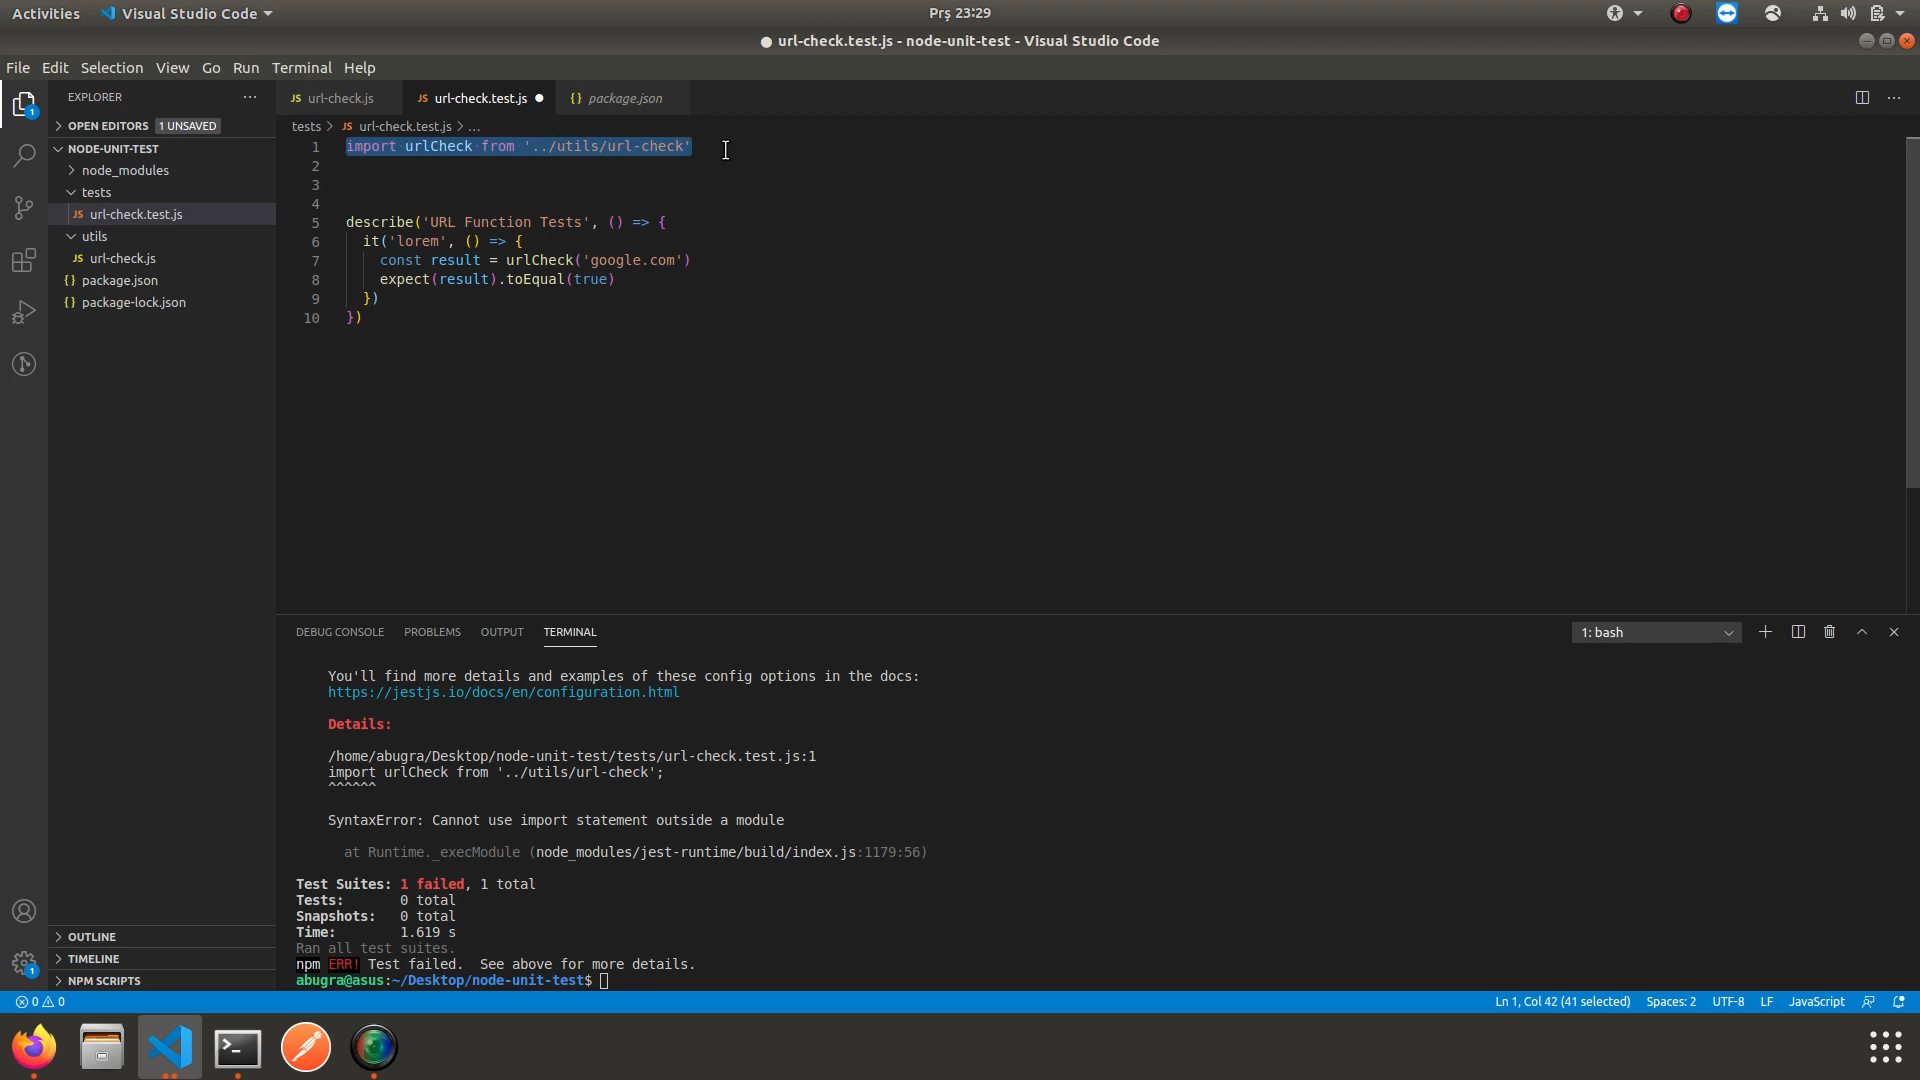 Activities
Visual Studio Code
Prş 23:29
● url-check.test.js - node-unit-test - Visual Studio Code
File Edit Selection View Go Run Terminal Help
EXPLORER
OPEN EDITORS 1 UNSAVED
NODE-UNIT-TEST
node_modules
tests
JS url-check.test.js
utils
JS url-check.js
{} package.json
{} package-lock.json
OUTLINE
TIMELINE
NPM SCRIPTS
1
1
JS url-check.js
JS url-check.test.js ●
{} package.json
tests > JS url-check.test.js > ...
1 import urlCheck from '../utils/url-check'
2
3
4
5 describe('URL Function Tests', () => {
6 it('lorem', () => {
7 const result = urlCheck('google.com')
8 expect(result).toEqual(true)
9 })
10 })
DEBUG CONSOLE PROBLEMS OUTPUT TERMINAL
1: bash
You'll find more details and examples of these config options in the docs:
https://jestjs.io/docs/en/configuration.html
Details:
/home/abugra/Desktop/node-unit-test/tests/url-check.test.js:1
import urlCheck from '../utils/url-check';
^^^^^^
SyntaxError: Cannot use import statement outside a module
at Runtime._execModule (node_modules/jest-runtime/build/index.js:1179:56)
Test Suites: 1 failed, 1 total
Tests: 0 total
Snapshots: 0 total
Time: 1.619 s
Ran all test suites.
npm ERR! Test failed. See above for more details.
abugra@asus:~/Desktop/node-unit-test$
0 0
Ln 1, Col 42 (41 selected) Spaces: 2 UTF-8 LF JavaScript